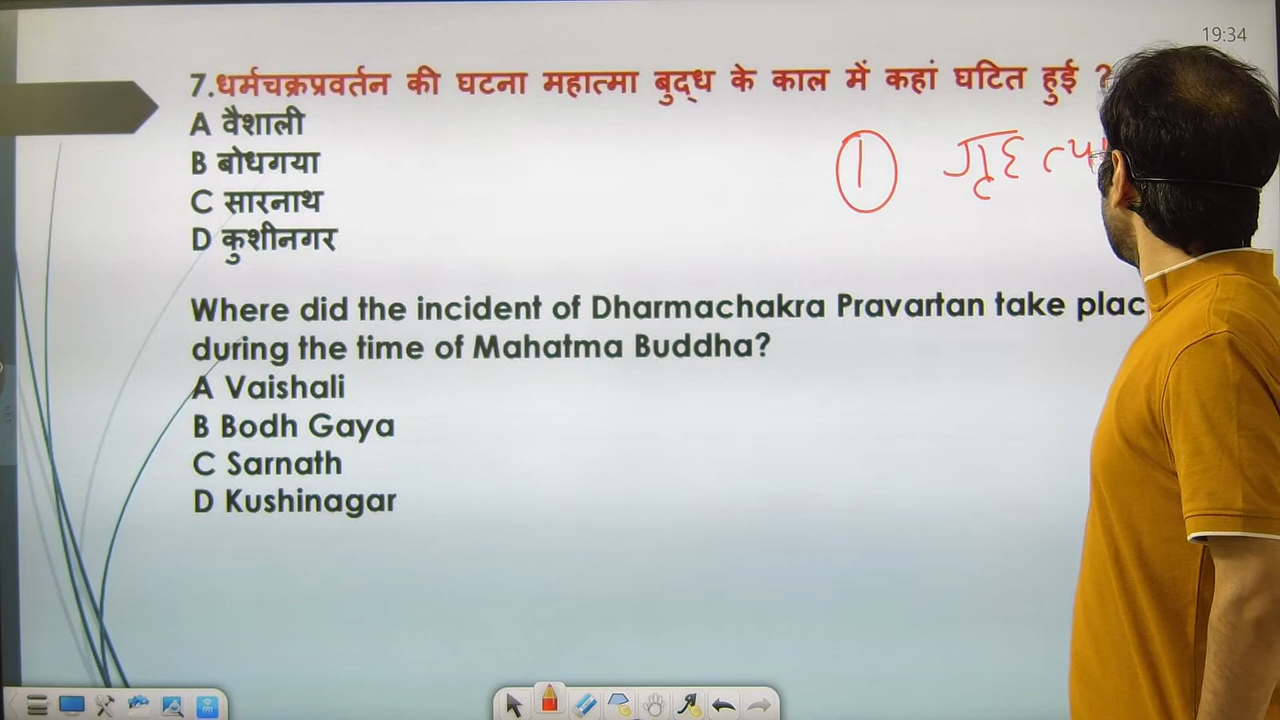 19:34
7.धर्मचक्रप्रवर्तन की घटना महात्मा बुद्ध के काल में कहां घटित हुई ?
A वैशाली
B बोधगया
C सारनाथ
D कुशीनगर
1 गृह
Where did the incident of Dharmachakra Pravartan take plac
during the time of Mahatma Buddha?
A Vaishali
B Bodh Gaya
C Sarnath
D Kushinagar